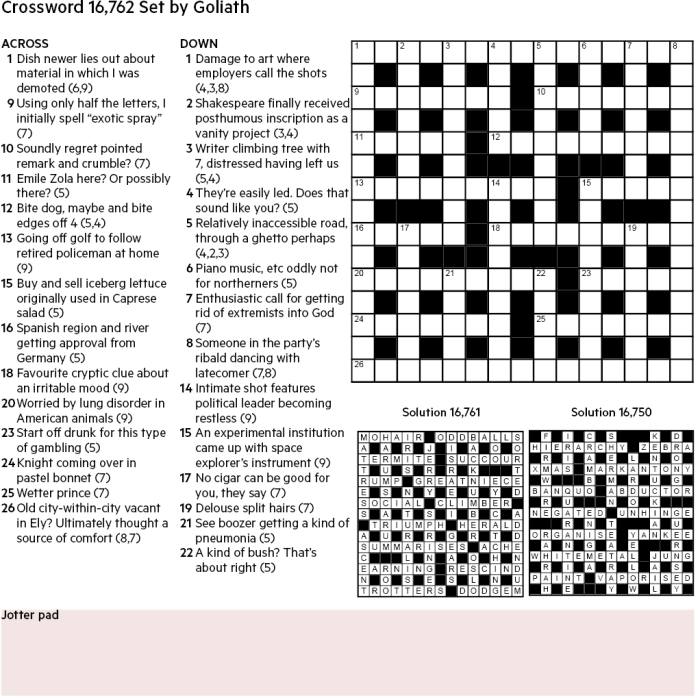 Crossword 16,762 Set by Goliath
ACROSS
1 Dish newer lies out about
material in which I was
demoted (6,9)
9 Using only half the letters, I
initially spell “exotic spray”
(7)
10 Soundly regret pointed
remark and crumble? (7)
11 Emile Zola here? Or possibly
there? (5)
12 Bite dog, maybe and bite
edges off 4 (5,4)
13 Going off golf to follow
retired policeman at home
(9)
15 Buy and sell iceberg lettuce
originally used in Caprese
salad (5)
16 Spanish region and river
getting approval from
Germany (5)
18 Favourite cryptic clue about
an irritable mood (9)
20 Worried by lung disorder in
American animals (9)
23 Start off drunk for this type
of gambling (5)
24 Knight coming over in
pastel bonnet (7)
25 Wetter prince (7)
26 Old city-within-city vacant
in Ely? Ultimately thought a
source of comfort (8,7)
DOWN
1 Damage to art where
employers call the shots
(4,3,8)
2 Shakespeare finally received
posthumous inscription as a
vanity project (3,4)
3 Writer climbing tree with
7, distressed having left us
(5,4)
4 They’re easily led. Does that
sound like you? (5)
5 Relatively inaccessible road,
through a ghetto perhaps
(4,2,3)
6 Piano music, etc oddly not
for northerners (5)
7 Enthusiastic call for getting
rid of extremists into God
(7)
8 Someone in the party’s
ribald dancing with
latecomer (7,8)
14 Intimate shot features
political leader becoming
restless (9)
15 An experimental institution
came up with space
explorer’s instrument (9)
17 No cigar can be good for
you, they say (7)
19 Delouse split hairs (7)
21 See boozer getting a kind of
pneumonia (5)
22 A kind of bush? That’s
about right (5)
1 2 3 4 5 6 7 8
9 10
11 12
13 14 15
16 17 18 19
20 21 22 23
24 25
26
Solution 16,761
MOHAIR ODDBALLS
TERMITE SUCCOUR
RUMP GREATNIECE
SOCIAL CLIMBER
TRIUMPH HERALD
SUMMARISES ACHE
EARNING RESCIND
TROTTERS DODGEM
Solution 16,750
HIERARCHY ZEBRA
XMAS MARKANTONY
BANQUO ABDUCTOR
NEGATED UNHINGE
ORGANISE YANKEE
WHITEMETAL JUNG
PAINT VAPORISED
Jotter pad